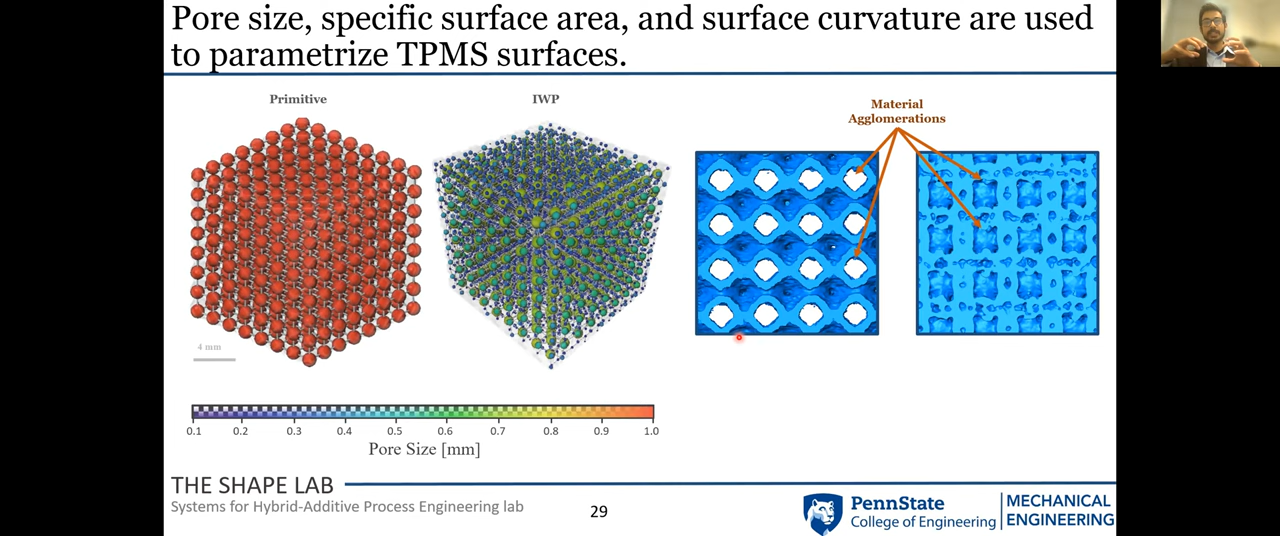 Pore size, specific surface area, and surface curvature are used
to parametrize TPMS surfaces.
Primitive
IWP
Material
Agglomerations
4 mm
0.1 0.2 0.3 0.4 0.5 0.6 0.7 0.8 0.9 1.0
Pore Size [mm]
THE SHAPE LAB
Systems for Hybrid-Additive Process Engineering lab
29
PennState
College of Engineering
MECHANICAL
ENGINEERING